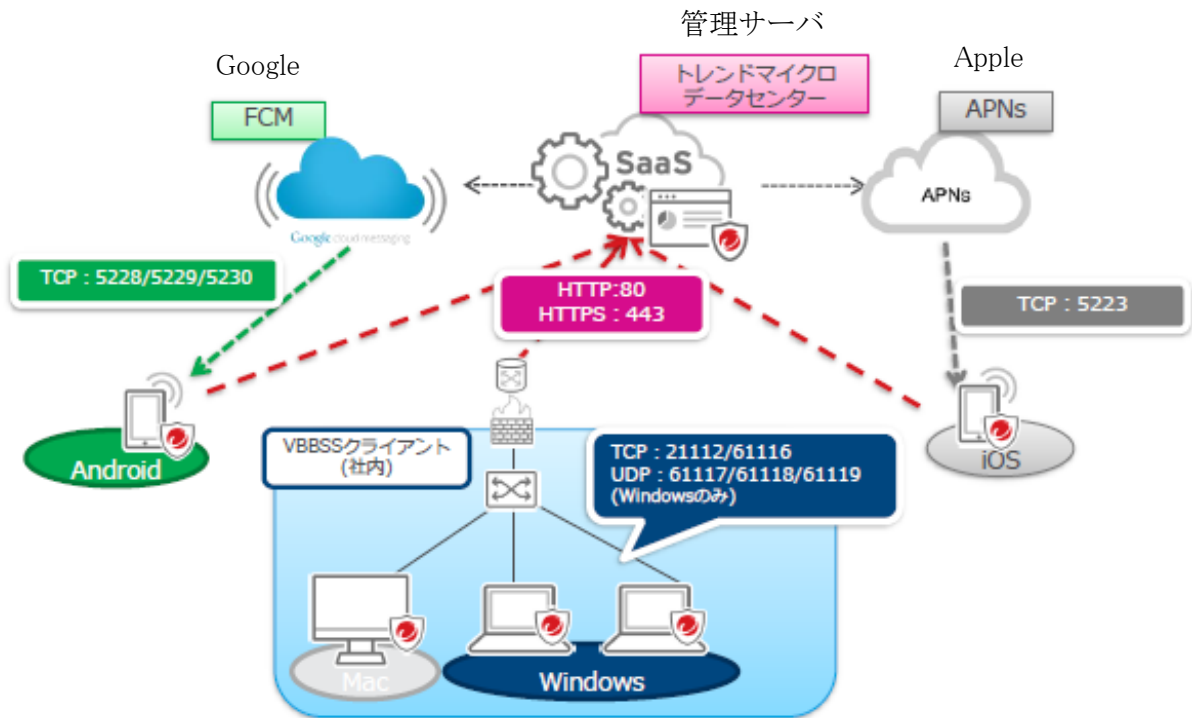 管理サーバ
Google
トレンドマイクロ
データセンター
Apple
FCM
APNs
SaaS
APNs
Google cloud messaging
TCP : 5228/5229/5230
HTTP:80
HTTPS : 443
TCP : 5223
VBBSSクライアント
(社内)
TCP : 21112/61116
UDP : 61117/61118/61119
(Windowsのみ)
Android
iOS
Mac
Windows